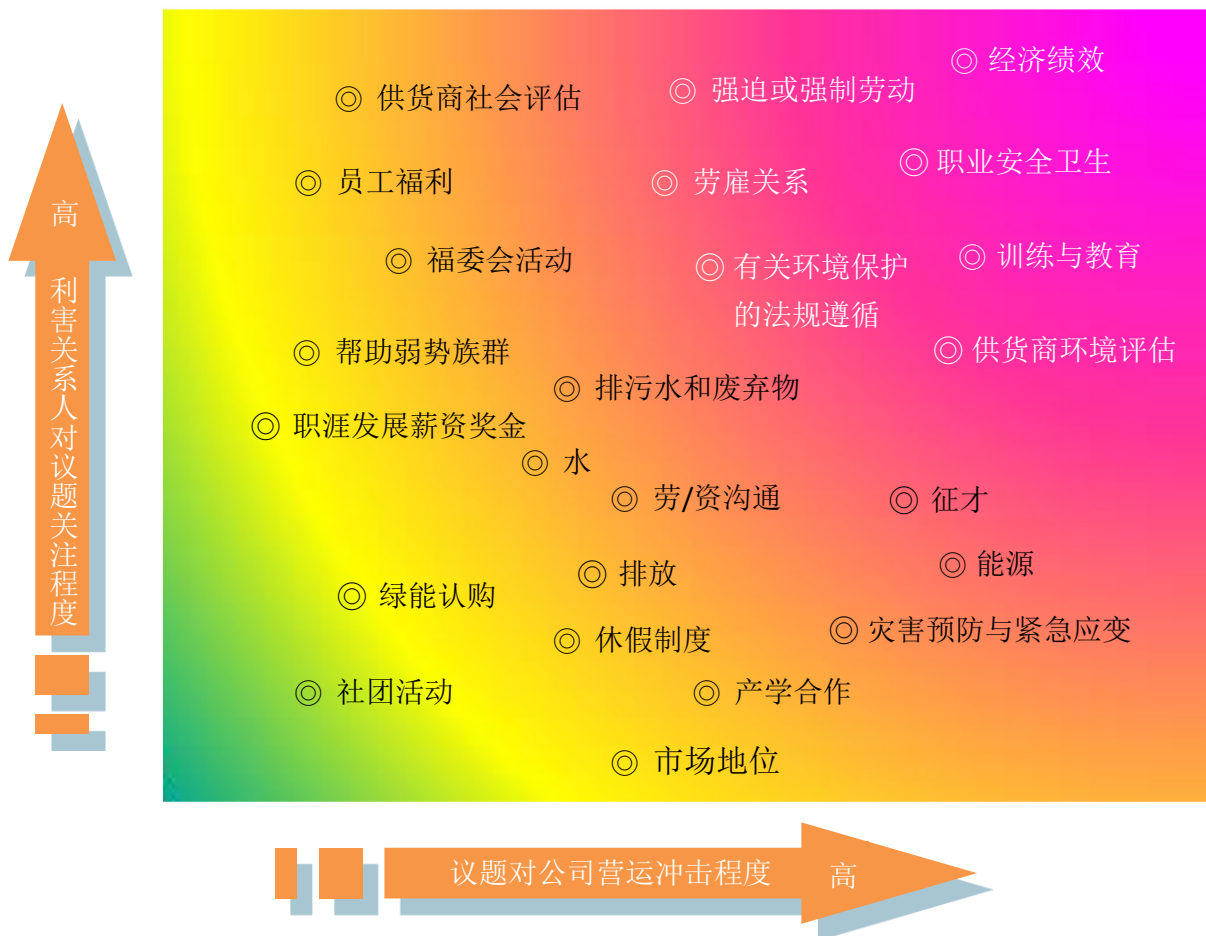 ◎ 经济绩效
◎ 强迫或强制劳动
◎ 供货商社会评估
◎ 职业安全卫生
◎ 员工福利
◎ 劳雇关系
◎ 训练与教育
◎ 福委会活动
◎ 有关环境保护
的法规遵循
◎ 帮助弱势族群
◎ 供货商环境评估
◎ 排污水和废弃物
◎ 职涯发展薪资奖金
◎ 水
◎ 劳/资沟通
◎ 征才
◎ 能源
◎ 排放
◎ 绿能认购
◎ 灾害预防与紧急应变
◎ 休假制度
◎ 社团活动
◎ 产学合作
◎ 市场地位
高
利害关系人对议题关注程度
议题对公司营运冲击程度 高